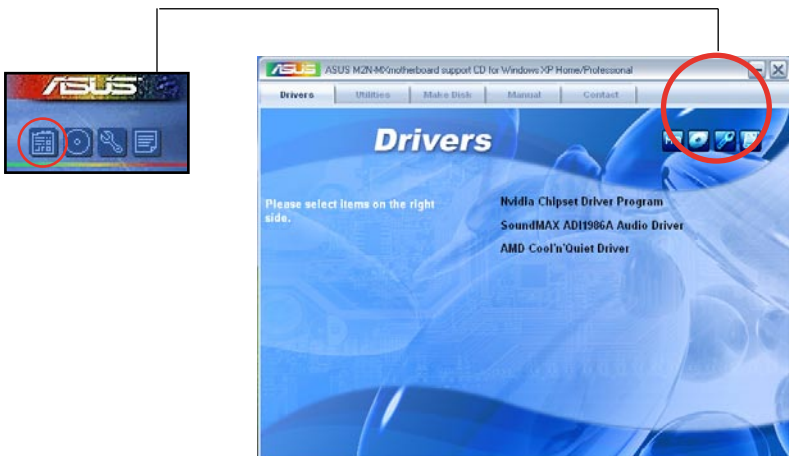 ASUS
ASUS M2N-MX motherboard support CD for Windows XP Home/Professional
Drivers Utilities Make Disk Manual Contact
ASUS
Drivers
Please select items on the right
side.
Nvidia Chipset Driver Program
SoundMAX ADI1986A Audio Driver
AMD Cool'n'Quiet Driver